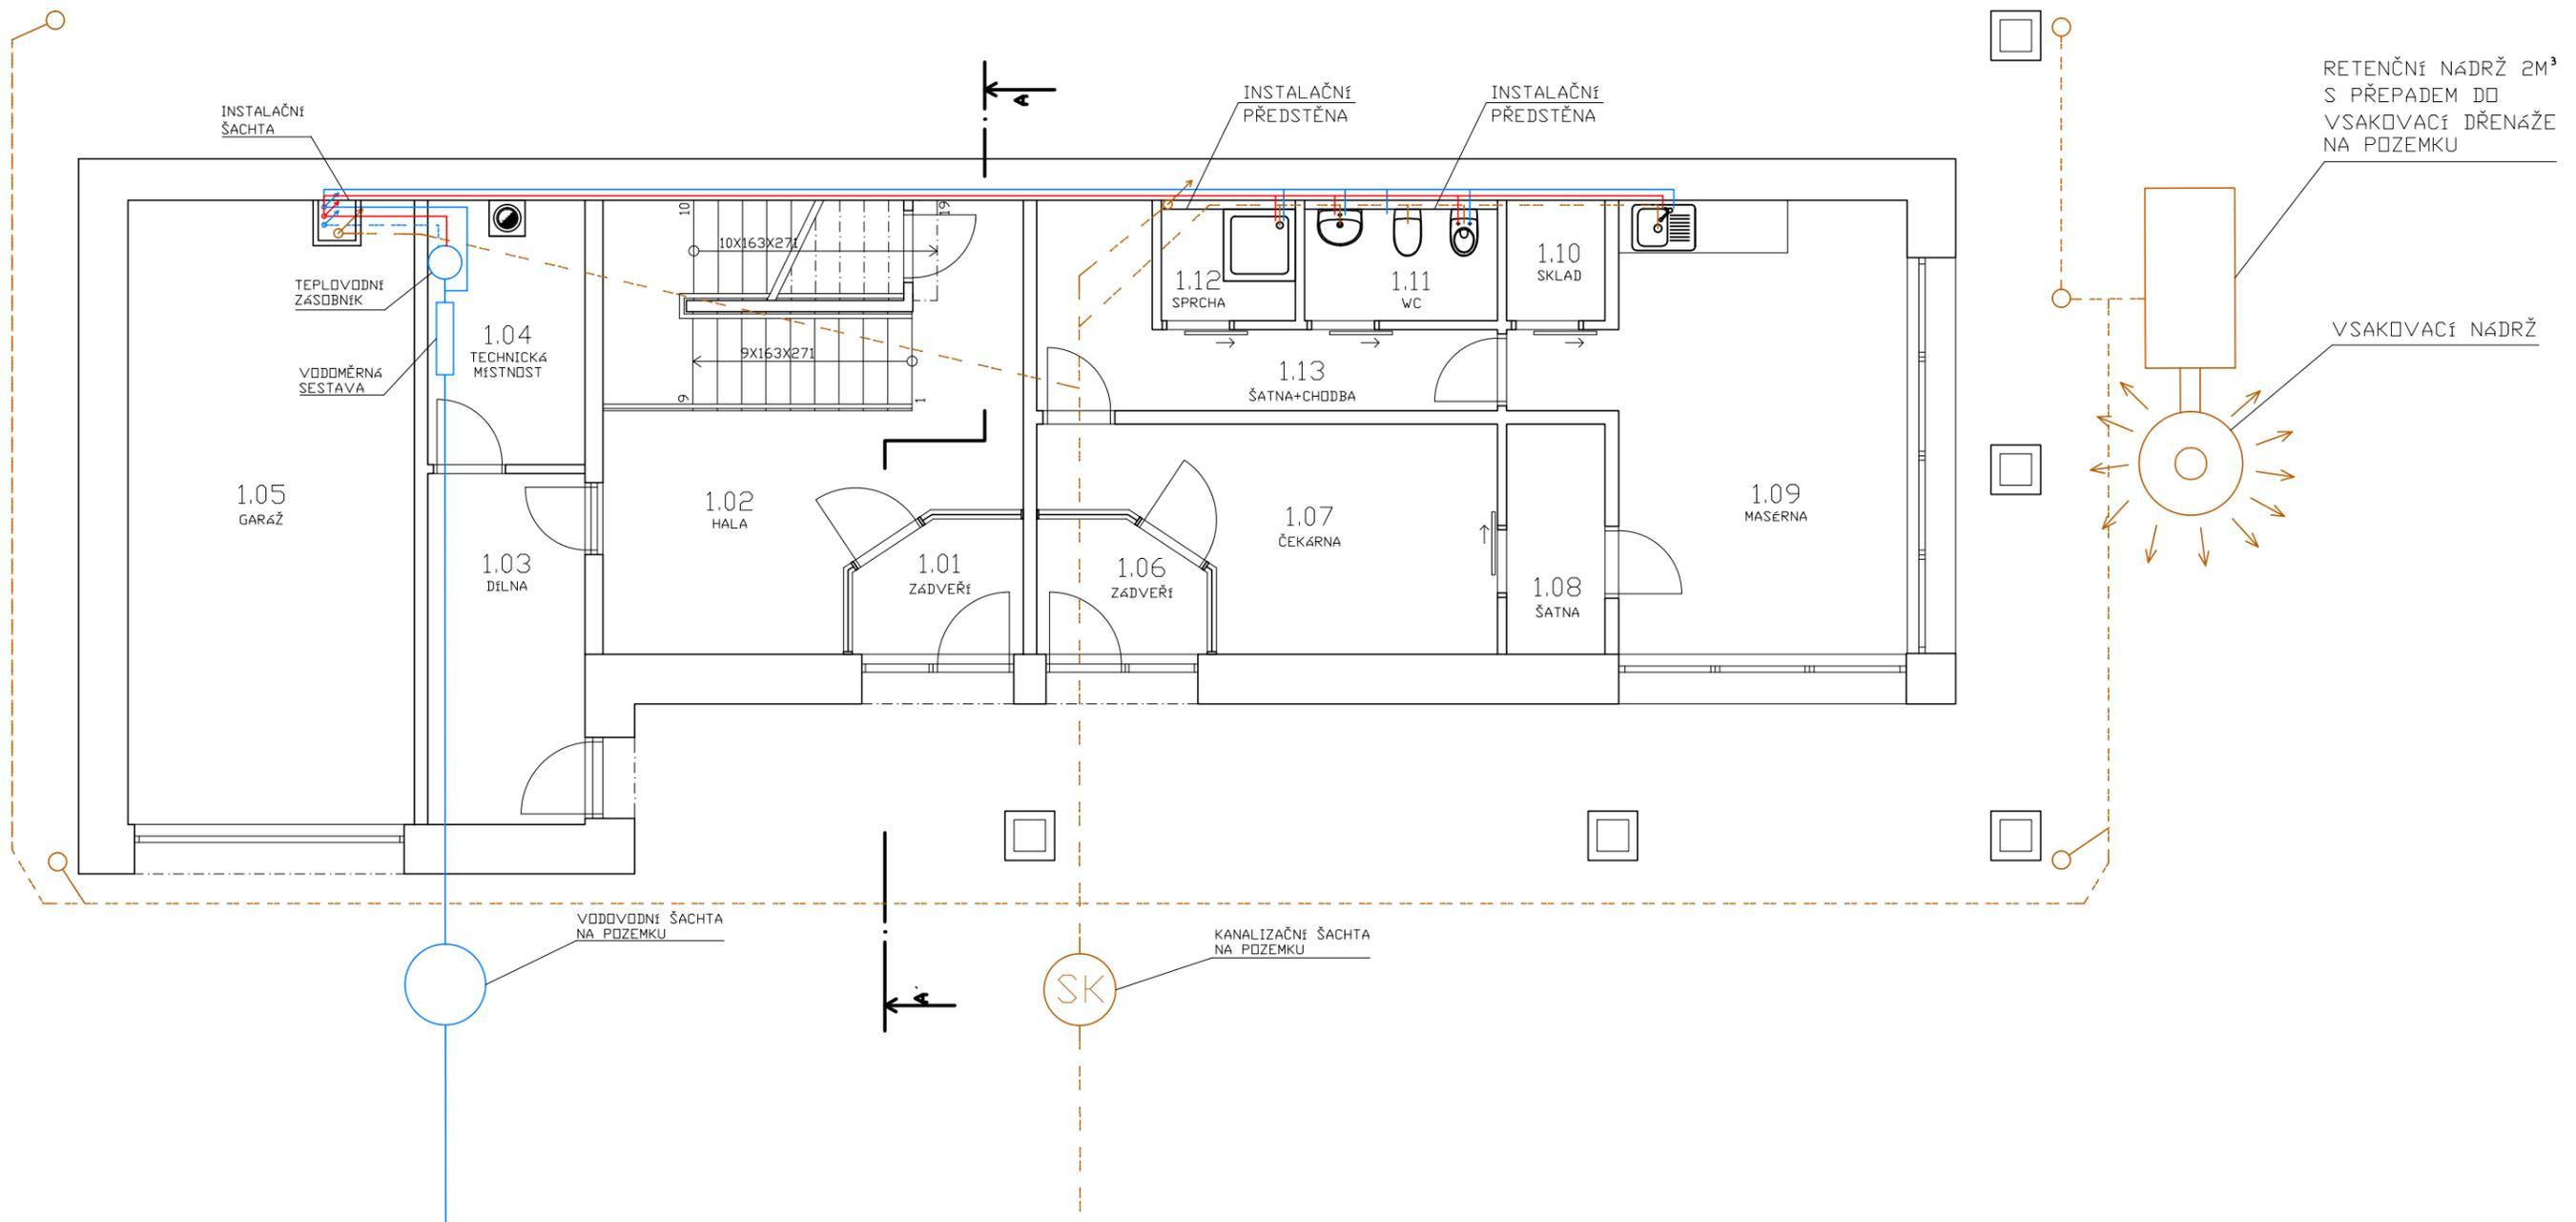 RETENČNÍ NÁDRŽ 2M³
S PŘEPADEM DO
VSAKOVACÍ DŘENÁŽE
NA POZEMKU
INSTALAČNÍ
ŠACHTA
A
INSTALAČNÍ
PŘEDSTĚNA
INSTALAČNÍ
PŘEDSTĚNA
10
19
10X163X271
TEPLOVODNÍ
ZÁSOBNÍK
1.04
TECHNICKÁ
MÍSTNOST
VODOMĚRNÁ
SESTAVA
9X163X271
9
1
1.12
SPRCHA
1.11
WC
1.10
SKLAD
1.13
ŠATNA+CHODBA
VSAKOVACÍ NÁDRŽ
1.05
GARÁŽ
1.02
HALA
1.03
DÍLNA
1.01
ZÁDVEŘÍ
1.06
ZÁDVEŘÍ
1.07
ČEKÁRNA
1.08
ŠATNA
1.09
MASÉRNA
VODOVODNÍ ŠACHTA
NA POZEMKU
A'
KANALIZAČNÍ ŠACHTA
NA POZEMKU
SK